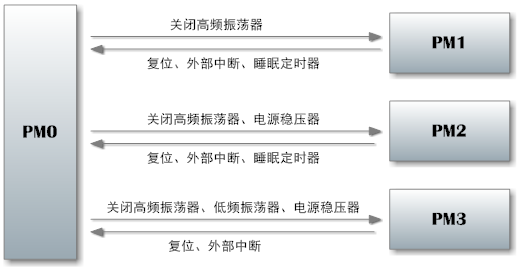 PM0
关闭高频振荡器
复位、外部中断、睡眠定时器
PM1
关闭高频振荡器、电源稳压器
复位、外部中断、睡眠定时器
PM2
关闭高频振荡器、低频振荡器、电源稳压器
复位、外部中断
PM3